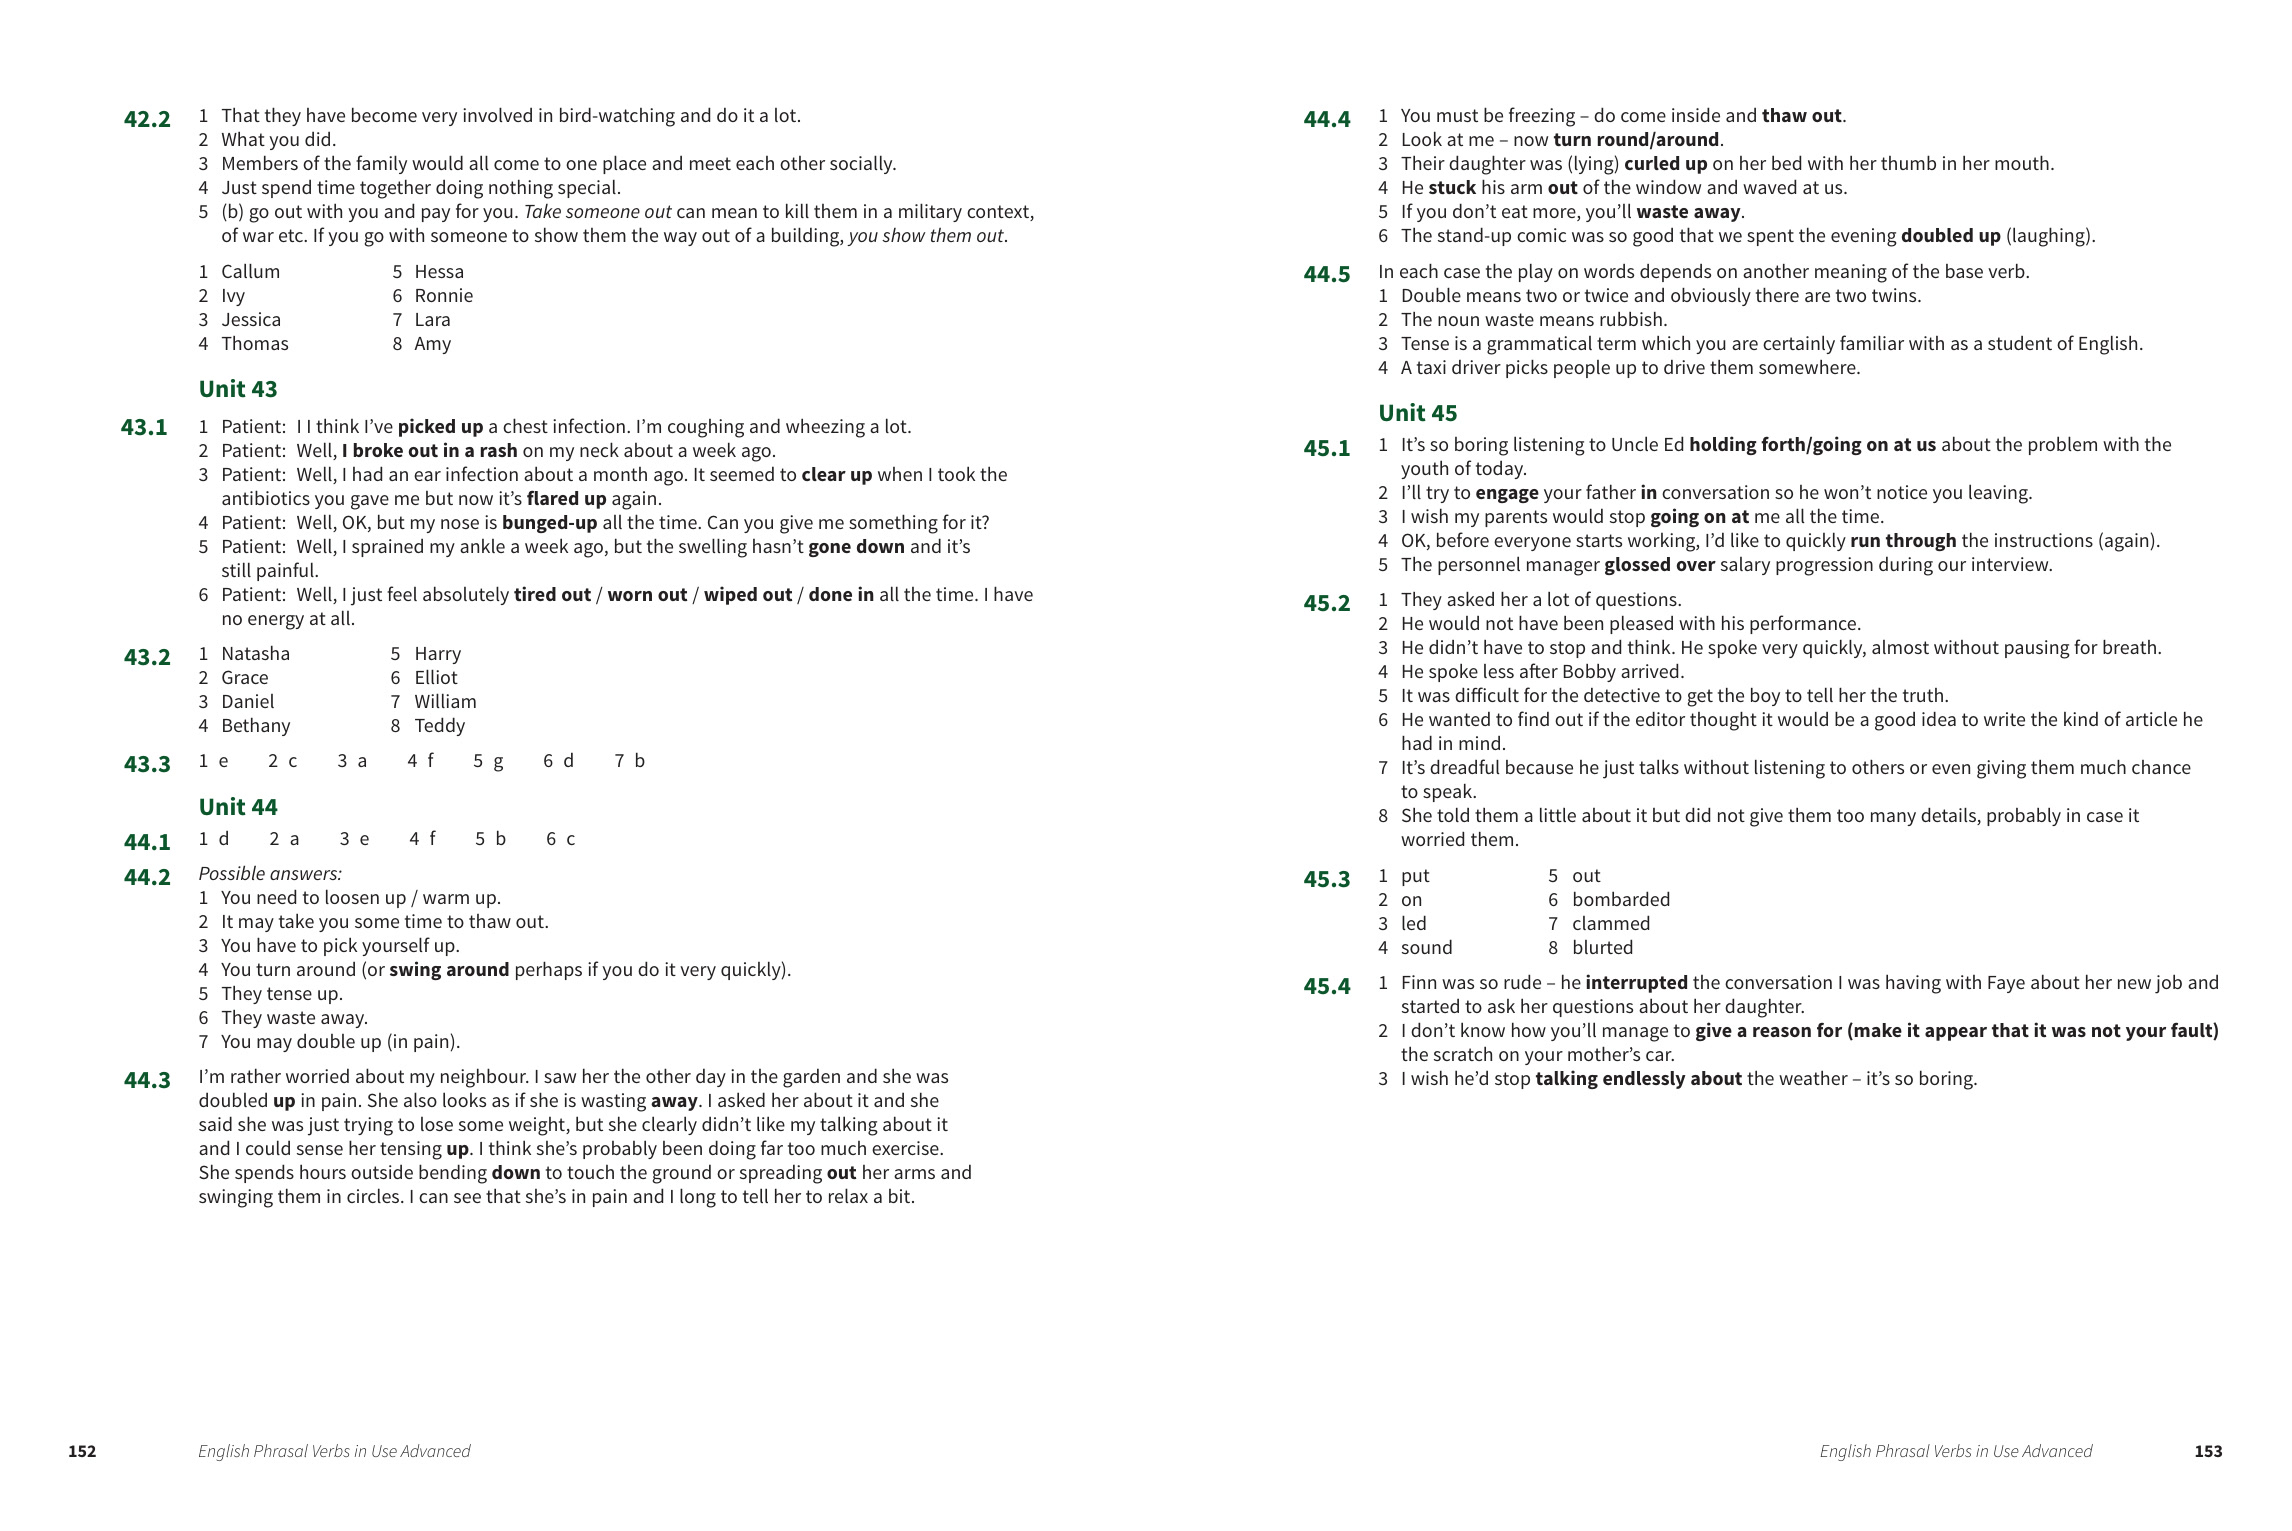 42.2 1 That they have become very involved in bird-watching and do it a lot.
2 What you did.
3 Members of the family would all come to one place and meet each other socially.
4 Just spend time together doing nothing special.
5 (b) go out with you and pay for you. Take someone out can mean to kill them in a military context,
of war etc. If you go with someone to show them the way out of a building, you show them out.
1 Callum 5 Hessa
2 Ivy 6 Ronnie
3 Jessica 7 Lara
4 Thomas 8 Amy
Unit 43
43.1 1 Patient: I I think I’ve picked up a chest infection. I’m coughing and wheezing a lot.
2 Patient: Well, I broke out in a rash on my neck about a week ago.
3 Patient: Well, I had an ear infection about a month ago. It seemed to clear up when I took the
antibiotics you gave me but now it’s flared up again.
4 Patient: Well, OK, but my nose is bunged-up all the time. Can you give me something for it?
5 Patient: Well, I sprained my ankle a week ago, but the swelling hasn’t gone down and it’s
still painful.
6 Patient: Well, I just feel absolutely tired out / worn out / wiped out / done in all the time. I have
no energy at all.
43.2 1 Natasha 5 Harry
2 Grace 6 Elliot
3 Daniel 7 William
4 Bethany 8 Teddy
43.3 1 e 2 c 3 a 4 f 5 g 6 d 7 b
Unit 44
44.1 1 d 2 a 3 e 4 f 5 b 6 c
44.2 Possible answers:
1 You need to loosen up / warm up.
2 It may take you some time to thaw out.
3 You have to pick yourself up.
4 You turn around (or swing around perhaps if you do it very quickly).
5 They tense up.
6 They waste away.
7 You may double up (in pain).
44.3 I’m rather worried about my neighbour. I saw her the other day in the garden and she was
doubled up in pain. She also looks as if she is wasting away. I asked her about it and she
said she was just trying to lose some weight, but she clearly didn’t like my talking about it
and I could sense her tensing up. I think she’s probably been doing far too much exercise.
She spends hours outside bending down to touch the ground or spreading out her arms and
swinging them in circles. I can see that she’s in pain and I long to tell her to relax a bit.
152 English Phrasal Verbs in Use Advanced
44.4 1 You must be freezing – do come inside and thaw out.
2 Look at me – now turn round/around.
3 Their daughter was (lying) curled up on her bed with her thumb in her mouth.
4 He stuck his arm out of the window and waved at us.
5 If you don’t eat more, you’ll waste away.
6 The stand-up comic was so good that we spent the evening doubled up (laughing).
44.5 In each case the play on words depends on another meaning of the base verb.
1 Double means two or twice and obviously there are two twins.
2 The noun waste means rubbish.
3 Tense is a grammatical term which you are certainly familiar with as a student of English.
4 A taxi driver picks people up to drive them somewhere.
Unit 45
45.1 1 It’s so boring listening to Uncle Ed holding forth/going on at us about the problem with the
youth of today.
2 I’ll try to engage your father in conversation so he won’t notice you leaving.
3 I wish my parents would stop going on at me all the time.
4 OK, before everyone starts working, I’d like to quickly run through the instructions (again).
5 The personnel manager glossed over salary progression during our interview.
45.2 1 They asked her a lot of questions.
2 He would not have been pleased with his performance.
3 He didn’t have to stop and think. He spoke very quickly, almost without pausing for breath.
4 He spoke less after Bobby arrived.
5 It was difficult for the detective to get the boy to tell her the truth.
6 He wanted to find out if the editor thought it would be a good idea to write the kind of article he
had in mind.
7 It’s dreadful because he just talks without listening to others or even giving them much chance
to speak.
8 She told them a little about it but did not give them too many details, probably in case it
worried them.
45.3 1 put 5 out
2 on 6 bombarded
3 led 7 clammed
4 sound 8 blurted
45.4 1 Finn was so rude – he interrupted the conversation I was having with Faye about her new job and
started to ask her questions about her daughter.
2 I don’t know how you’ll manage to give a reason for (make it appear that it was not your fault)
the scratch on your mother’s car.
3 I wish he’d stop talking endlessly about the weather – it’s so boring.
English Phrasal Verbs in Use Advanced 153